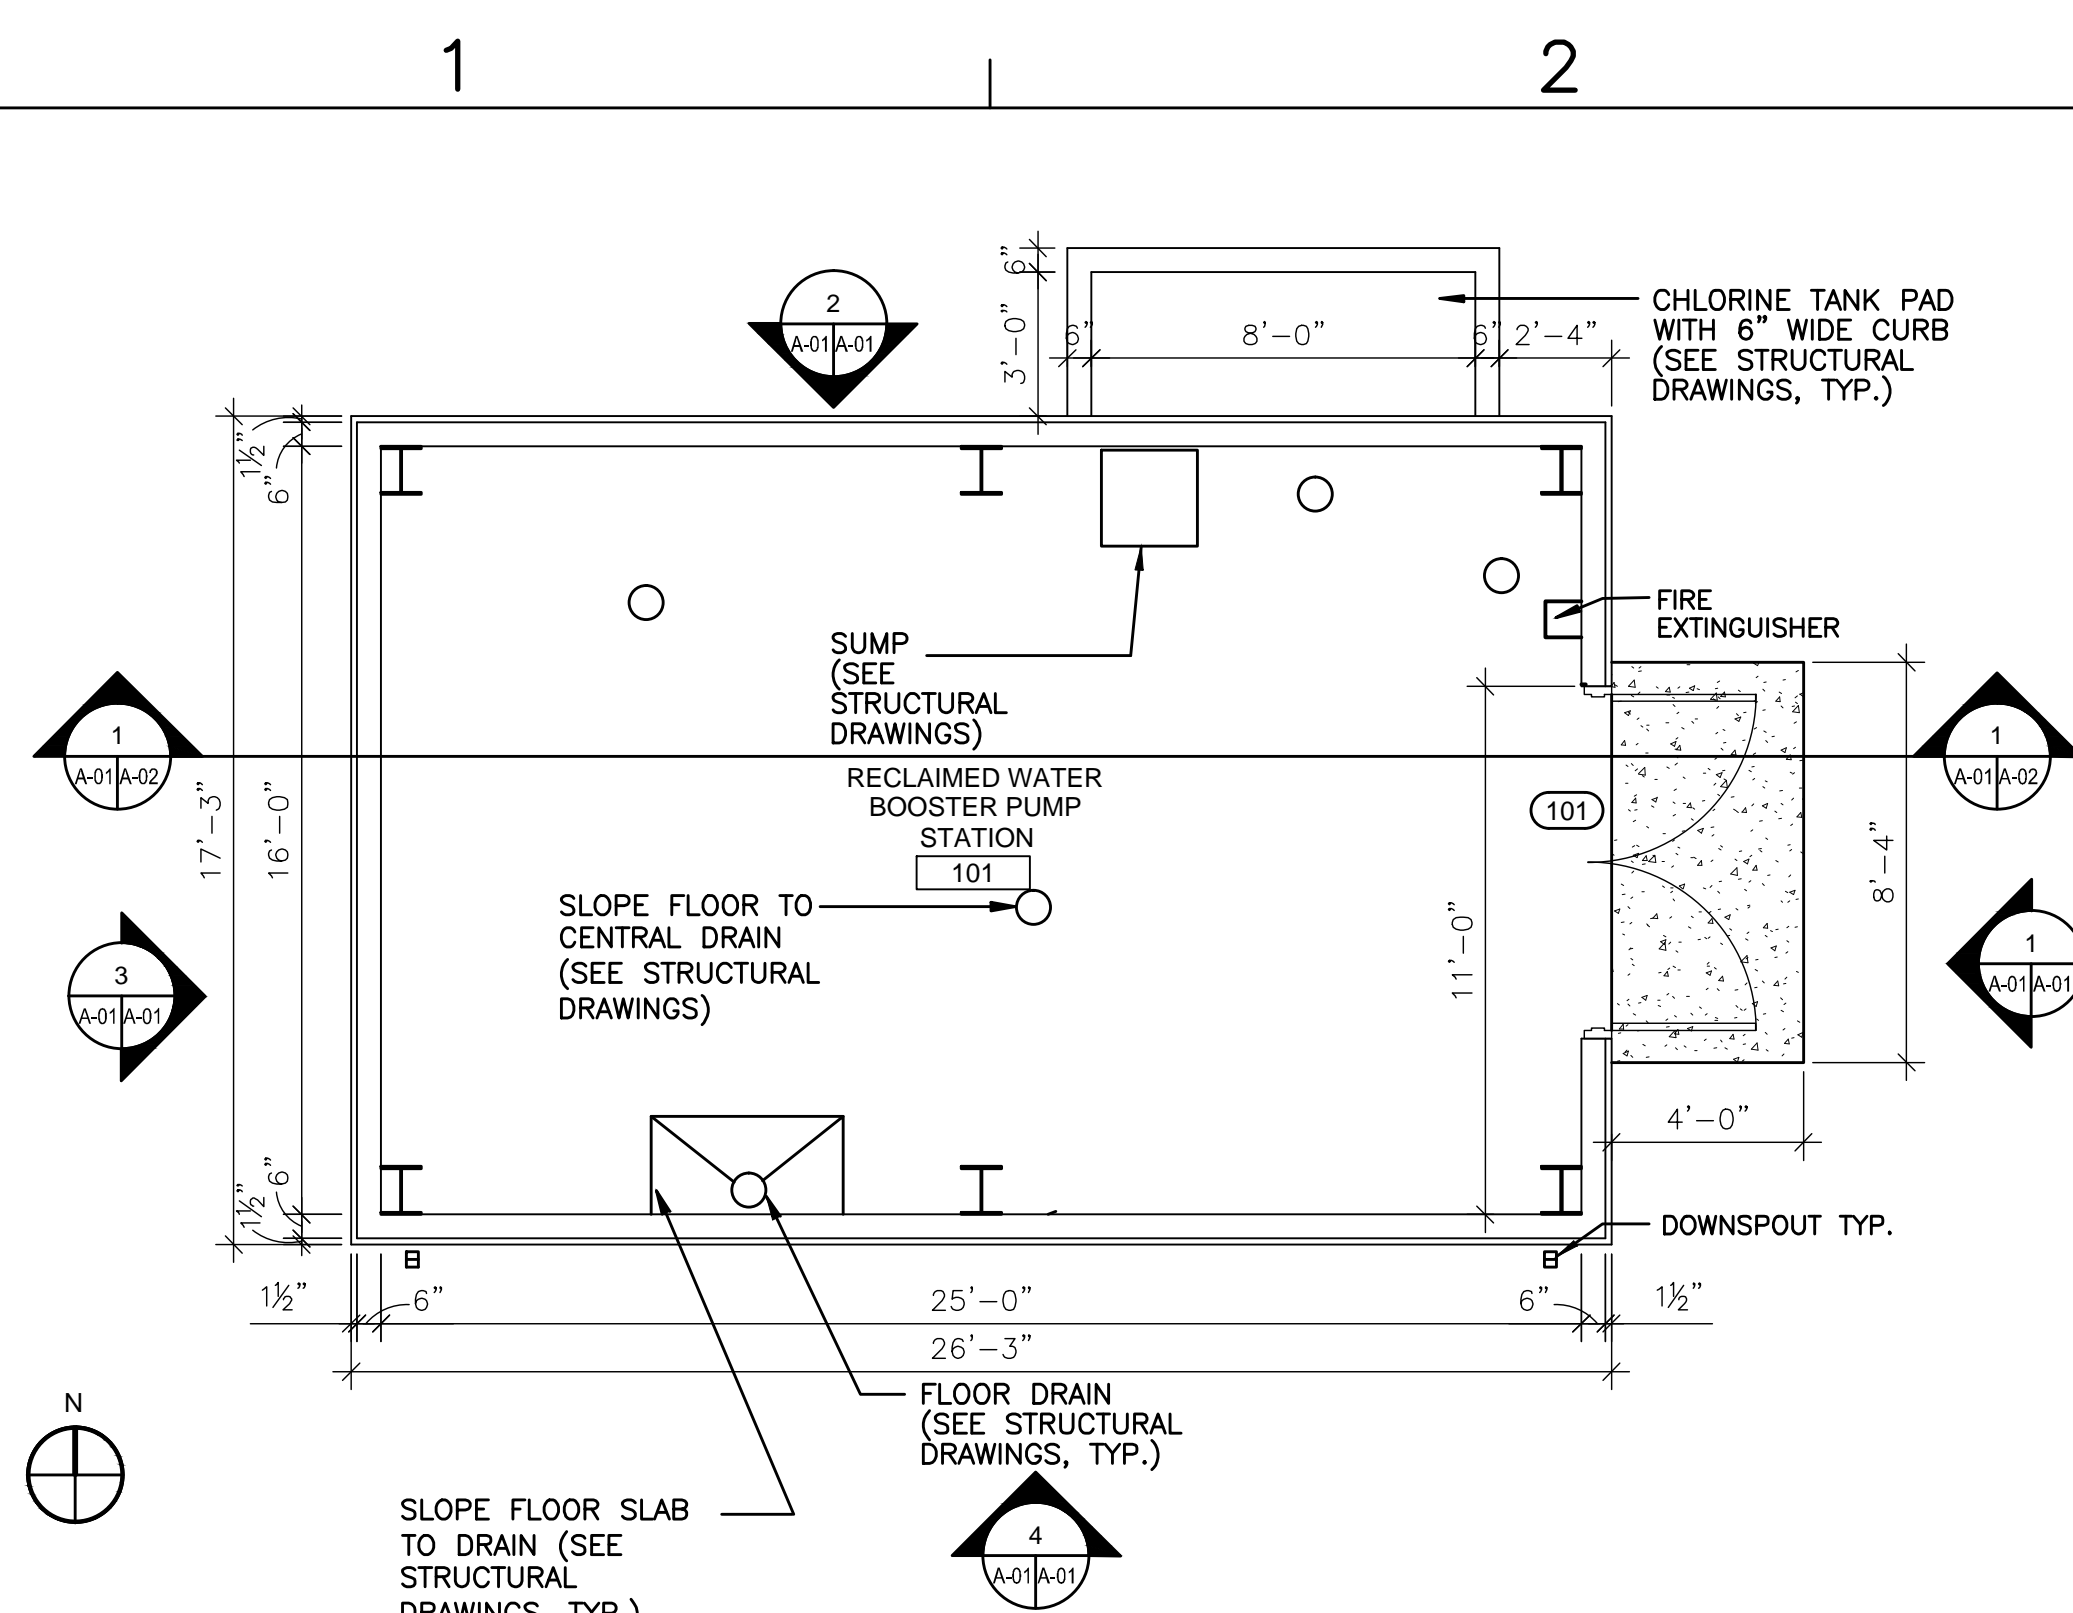 1
2
2
A-01 A-01
6"
3'-0"
6"
8'-0"
6"
2'-4"
CHLORINE TANK PAD
WITH 6" WIDE CURB
(SEE STRUCTURAL
DRAWINGS, TYP.)
1½"
6"
FIRE
EXTINGUISHER
SUMP
(SEE
STRUCTURAL
DRAWINGS)
1
A-01 A-02
1
A-01 A-02
17'-3"
16'-0"
RECLAIMED WATER
BOOSTER PUMP
STATION
101
101
8'-4"
11'-0"
SLOPE FLOOR TO
CENTRAL DRAIN
(SEE STRUCTURAL
DRAWINGS)
3
A-01 A-01
1
A-01 A-01
4'-0"
6"
1½"
DOWNSPOUT TYP.
1½"
6"
25'-0"
6"
1½"
26'-3"
FLOOR DRAIN
(SEE STRUCTURAL
DRAWINGS, TYP.)
N
SLOPE FLOOR SLAB
TO DRAIN (SEE
STRUCTURAL
DRAWINGS, TYP.)
4
A-01 A-01